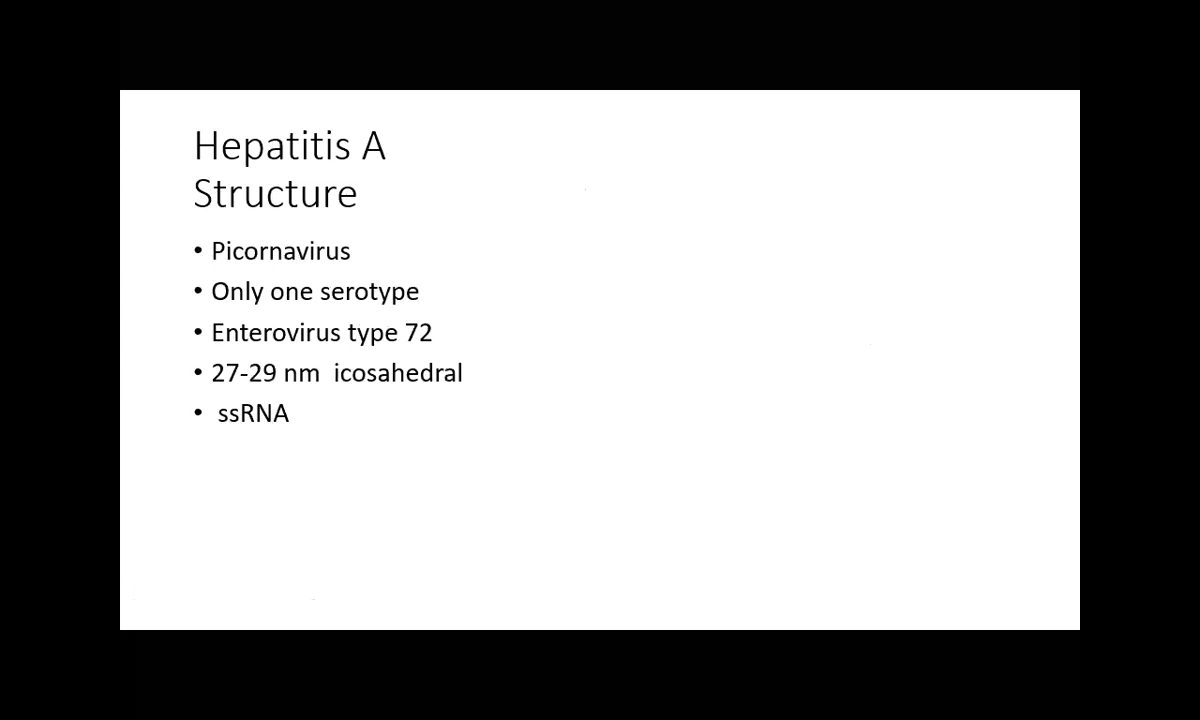 Hepatitis A
Structure
• Picornavirus
• Only one serotype
• Enterovirus type 72
• 27-29 nm  icosahedral
•  ssRNA